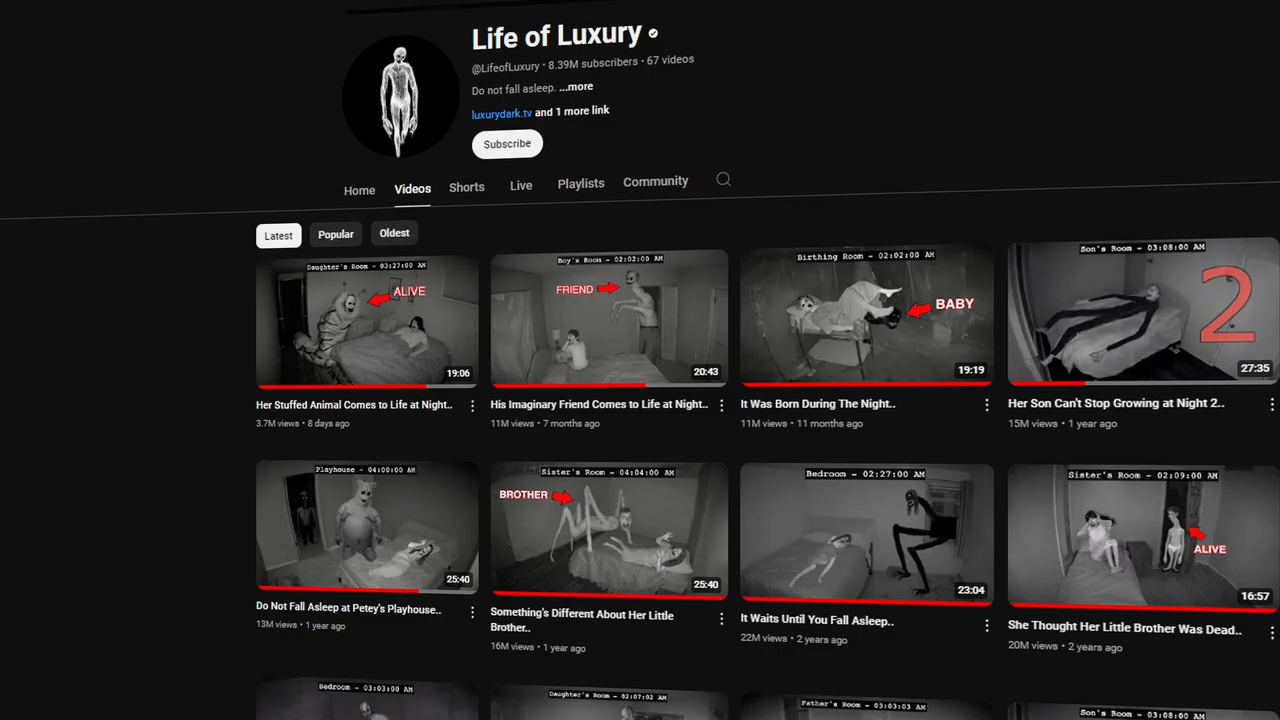 Life of Luxury
@LifeofLuxury • 8.39M subscribers • 67 videos
Do not fall asleep. ...more
luxurydark.tv and 1 more link
Subscribe
Home Videos Shorts Live Playlists Community
Latest Popular Oldest
Daughter's Room - 03:27:00 AM
ALIVE
19:06
Her Stuffed Animal Comes to Life at Night..
3.7M views • 8 days ago
Boy's Room - 02:02:00 AM
FRIEND
20:43
His Imaginary Friend Comes to Life at Night..
11M views • 7 months ago
Birthing Room - 02:02:00 AM
BABY
19:19
It Was Born During The Night..
11M views • 11 months ago
Son's Room - 03:08:00 AM
2
27:35
Her Son Can't Stop Growing at Night 2..
15M views • 1 year ago
Playhouse - 04:00:00 AM
25:40
Do Not Fall Asleep at Petey's Playhouse..
13M views • 1 year ago
Sister's Room - 04:04:00 AM
BROTHER
25:40
Something's Different About Her Little
Brother..
16M views • 1 year ago
Bedroom - 02:27:00 AM
23:04
It Waits Until You Fall Asleep..
22M views • 2 years ago
Sister's Room - 02:09:00 AM
ALIVE
16:57
She Thought Her Little Brother Was Dead..
20M views • 2 years ago
Bedroom - 03:03:00 AM
Daughter's Room - 02:07:02 AM
Father's Room - 03:03:03 AM
Son's Room - 03:08:00 AM